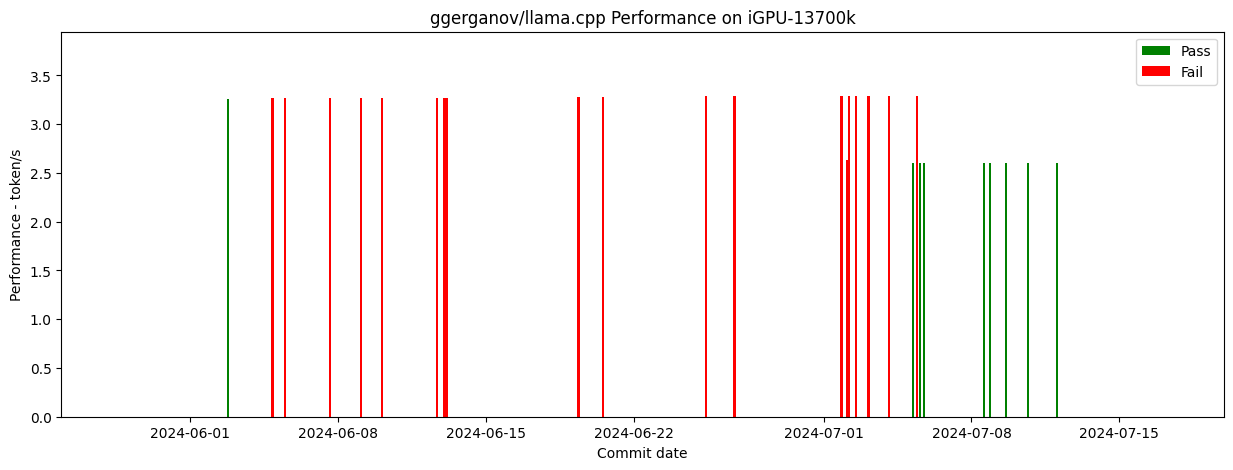 ggerganov/llama.cpp Performance on iGPU-13700k
Pass
Fail
Performance - token/s
3.5
3.0
2.5
2.0
1.5
1.0
0.5
0.0
2024-06-01 2024-06-08 2024-06-15 2024-06-22 2024-07-01 2024-07-08 2024-07-15
Commit date